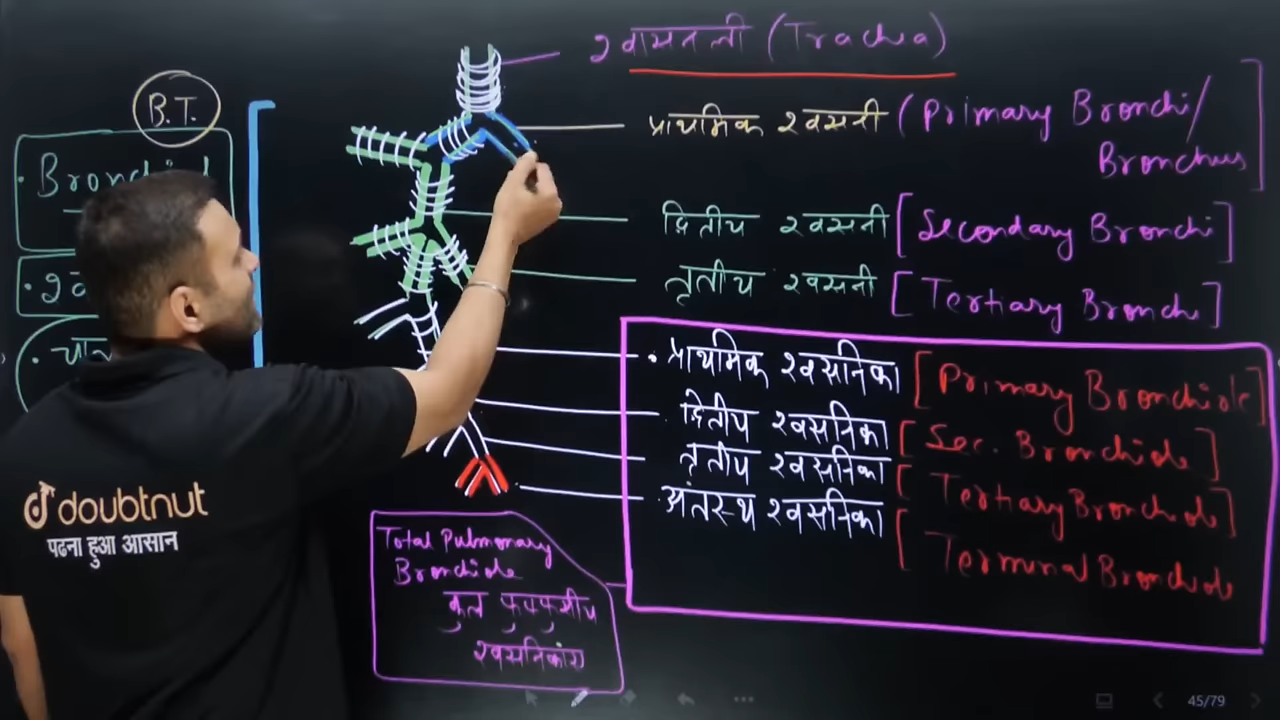 श्वासनली (Trachea)
B.T.
प्राथमिक श्वसनी (Primary Bronchi/
Bronchus]
द्वितीय श्वसनी [Secondary Bronchi]
तृतीय श्वसनी [Tertiary Bronchi]
. प्राथमिक श्वसनिका [Primary Bronchiole]
द्वितीय श्वसनिका [Sec. Bronchiole]
तृतीय श्वसनिका [Tertiary Bronchiole]
अंतस्थ श्वसनिका [Terminal Bronchiole
Total Pulmonary
Bronchiole
कुल फुफ्फुसीय
श्वसनिकाएं
doubtnut
पढना हुआ आसान
45/79